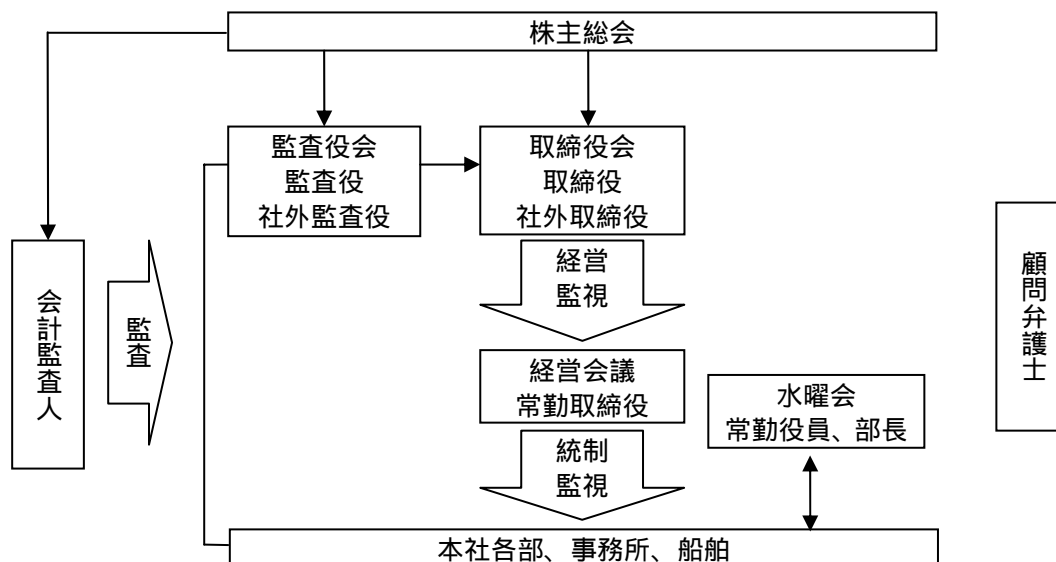 株主総会
監査役会
監査役
社外監査役
取締役会
取締役
社外取締役
会計監査人
監査
経営
監視
顧問弁護士
経営会議
常勤取締役
水曜会
常勤役員、部長
統制
監視
本社各部、事務所、船舶